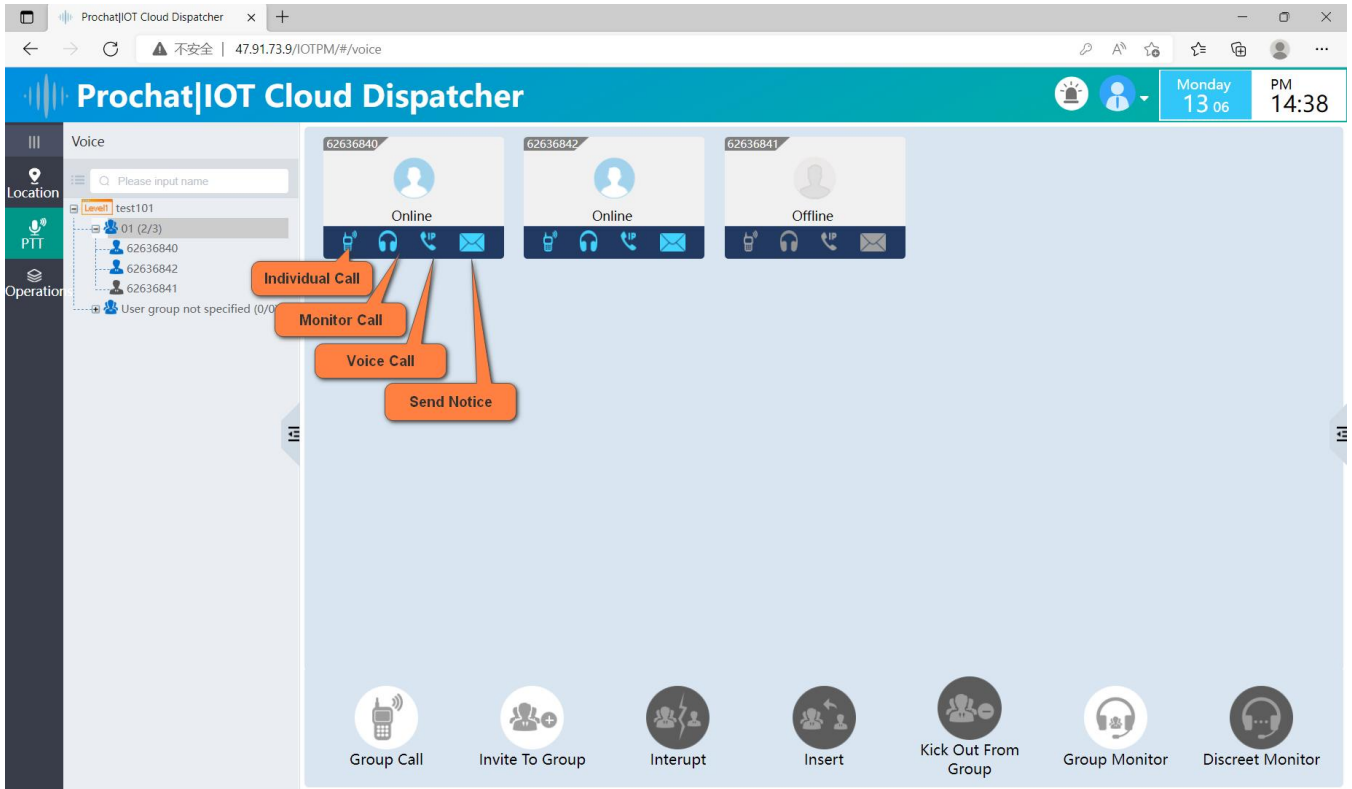 Prochat|IOT Cloud Dispatcher
不安全 | 47.91.73.9/IOTPM/#/voice
Prochat|IOT Cloud Dispatcher
Monday
13 06
PM
14:38
Voice
Location
PTT
Operation
Please input name
Level1 test101
01 (2/3)
62636840
62636842
62636841
User group not specified (0/0
62636840
Online
62636842
Online
62636841
Offline
IP
IP
IP
Individual Call
Monitor Call
Voice Call
Send Notice
Group Call
Invite To Group
Interupt
Insert
Kick Out From
Group
Group Monitor
Discreet Monitor